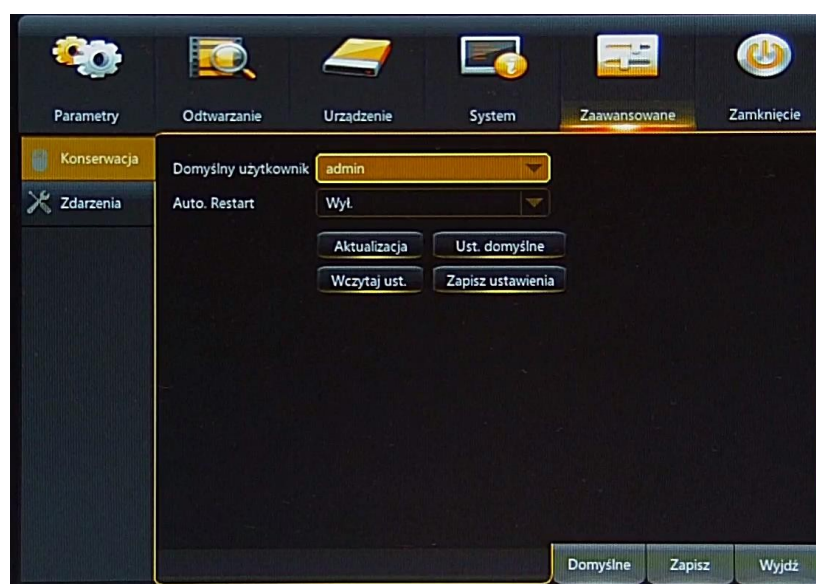 Parametry Odtwarzanie Urządzenie System Zaawansowane Zamknięcie
Konserwacja
Zdarzenia
Domyślny użytkownik admin
Auto. Restart Wył.
Aktualizacja Ust. domyślne
Wczytaj ust. Zapisz ustawienia
Domyślne Zapisz Wyjdź